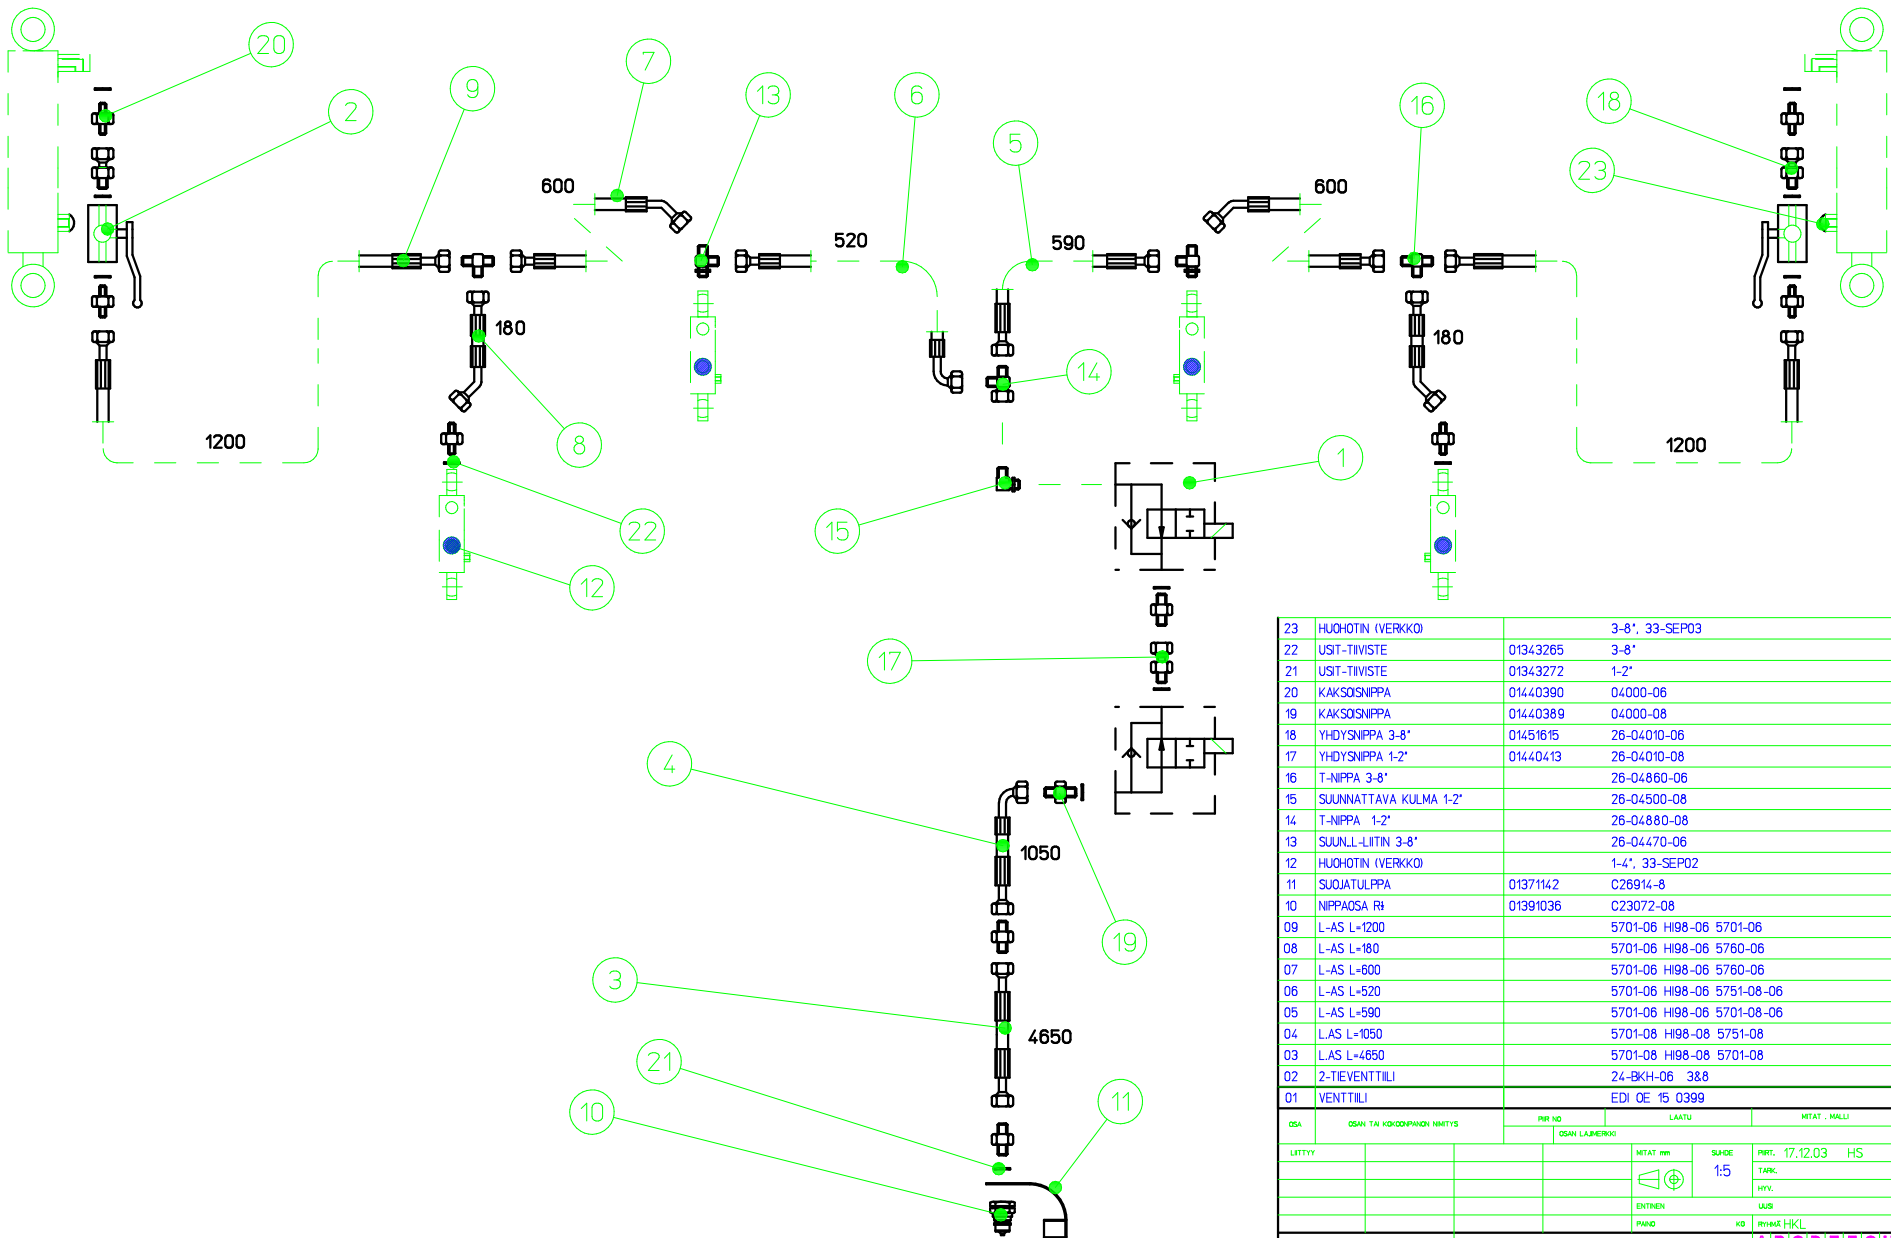 20
7
9
13
6
2
5
16
18
23
600
600
520
590
180
180
14
8
1200
1200
1
22
15
12
17
4
1050
19
3
4650
21
10
11
23 HUOHOTIN (VERKKO) 3-8", 33-SEP03
22 USIT-TIIVISTE 01343265 3-8"
21 USIT-TIIVISTE 01343272 1-2"
20 KAKSOISNIPPA 01440390 04000-06
19 KAKSOISNIPPA 01440389 04000-08
18 YHDYSNIPPA 3-8" 01451615 26-04010-06
17 YHDYSNIPPA 1-2" 01440413 26-04010-08
16 T-NIPPA 3-8" 26-04860-06
15 SUUNNATTAVA KULMA 1-2" 26-04500-08
14 T-NIPPA 1-2" 26-04880-08
13 SUUN.L-LIITIN 3-8" 26-04470-06
12 HUOHOTIN (VERKKO) 1-4", 33-SEP02
11 SUOJATULPPA 01371142 C26914-8
10 NIPPAOSA 01391036 C23072-08
09 L-AS L=1200 5701-06 HI98-06 5701-06
08 L-AS L=180 5701-06 HI98-06 5760-06
07 L-AS L=600 5701-06 HI98-06 5760-06
06 L-AS L=520 5701-06 HI98-06 5751-08-06
05 L-AS L=590 5701-06 HI98-06 5701-08-06
04 L.AS L=1050 5701-08 HI98-08 5751-08
03 L.AS L=4650 5701-08 HI98-08 5701-08
02 2-TIEVENTTIILI 24-BKH-06 3&8
01 VENTTIILI EDI OE 15 0399
OSA OSAN TAI KOKOONPANON NIMITYS PIIR NO LAATU MITAT . MALLI
OSAN LAJIMERKKI
LIITTYY MITAT mm SUHDE PIIRT. 17.12.03 HS
1:5 TARK.
HYV.
ENTINEN UUSI
PAINO KG RYHMÄ HKL